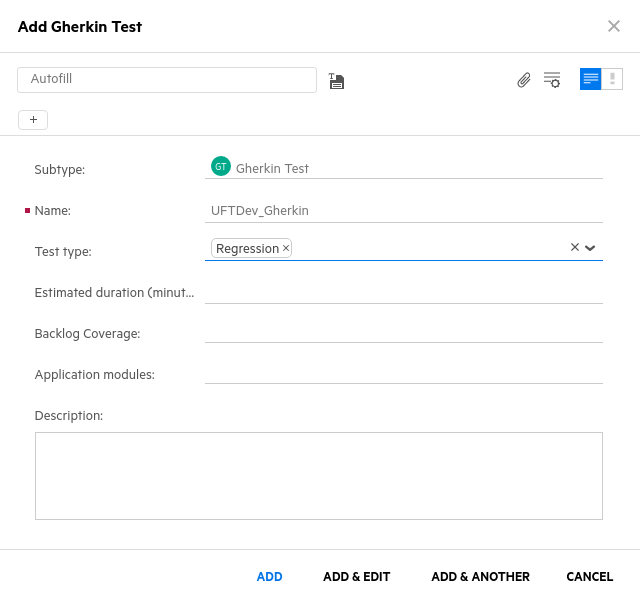 Add Gherkin Test
Autofill
+
Subtype:
GT Gherkin Test
Name:
UFTDev_Gherkin
Test type:
Regression
Estimated duration (minut...
Backlog Coverage:
Application modules:
Description:
ADD
ADD & EDIT
ADD & ANOTHER
CANCEL